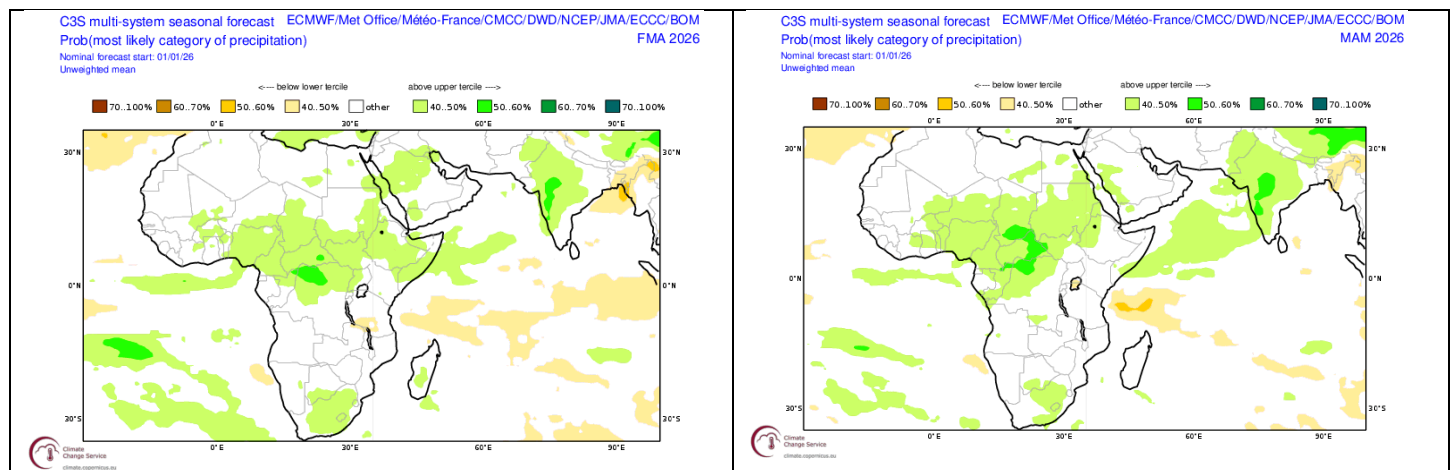 C3S multi-system seasonal forecast ECMWF/Met Office/Météo-France/CMCC/DWD/NCEP/JMA/ECCC/BOM
Prob(most likely category of precipitation) FMA 2026
Nominal forecast start: 01/01/26
Unweighted mean
<---- below lower tercile above upper tercile ---->
70..100% 60..70% 50..60% 40..50% other 40..50% 50..60% 60..70% 70..100%
0°E 30°E 60°E 90°E
30°N 30°N
0°N 0°N
30°S 30°S
0°E 30°E 60°E 90°E
Climate
Change Service
climate.copernicus.eu
C3S multi-system seasonal forecast ECMWF/Met Office/Météo-France/CMCC/DWD/NCEP/JMA/ECCC/BOM
Prob(most likely category of precipitation) MAM 2026
Nominal forecast start: 01/01/26
Unweighted mean
<---- below lower tercile above upper tercile ---->
70..100% 60..70% 50..60% 40..50% other 40..50% 50..60% 60..70% 70..100%
0°E 30°E 60°E 90°E
30°N 30°N
0°N 0°N
30°S 30°S
0°E 30°E 60°E 90°E
Climate
Change Service
climate.copernicus.eu